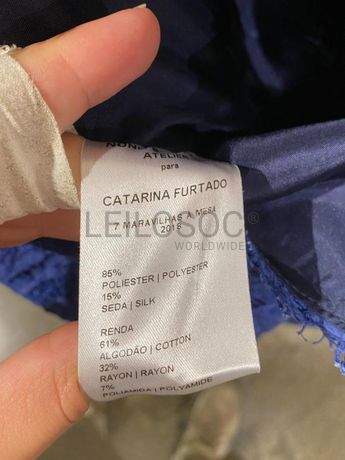 ATELIER
para
CATARINA FURTADO
7 MARAVILHAS À MESA
2018
LEILOSOC®
WORLDWIDE
85%
POLIESTER | POLYESTER
15%
SEDA | SILK
RENDA
61%
ALGODÃO | COTTON
32%
RAYON | RAYON
7%
POLIAMIDA | POLYAMIDE